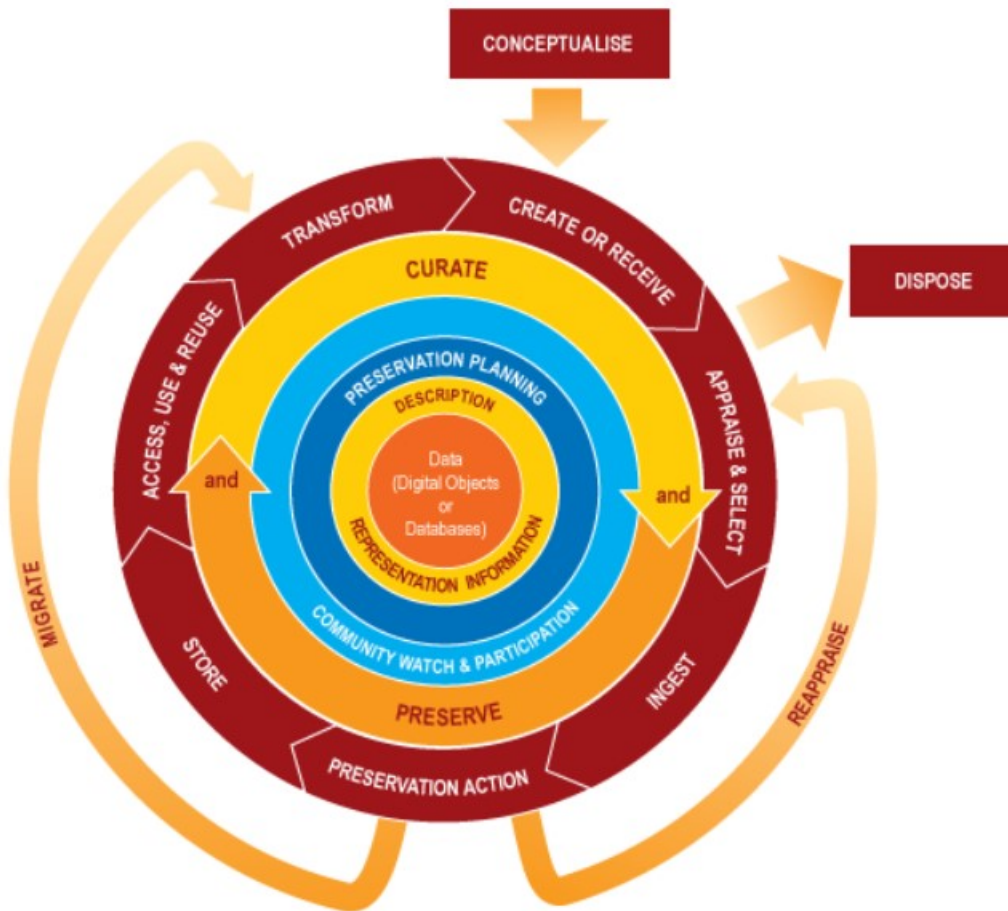 CONCEPTUALISE
TRANSFORM
CREATE OR RECEIVE
DISPOSE
CURATE
ACCESS, USE & REUSE
APPRAISE & SELECT
PRESERVATION PLANNING
DESCRIPTION
and
Data
(Digital Objects
or
Databases)
and
REPRESENTATION INFORMATION
COMMUNITY WATCH & PARTICIPATION
MIGRATE
STORE
PRESERVE
INGEST
REAPPRAISE
PRESERVATION ACTION